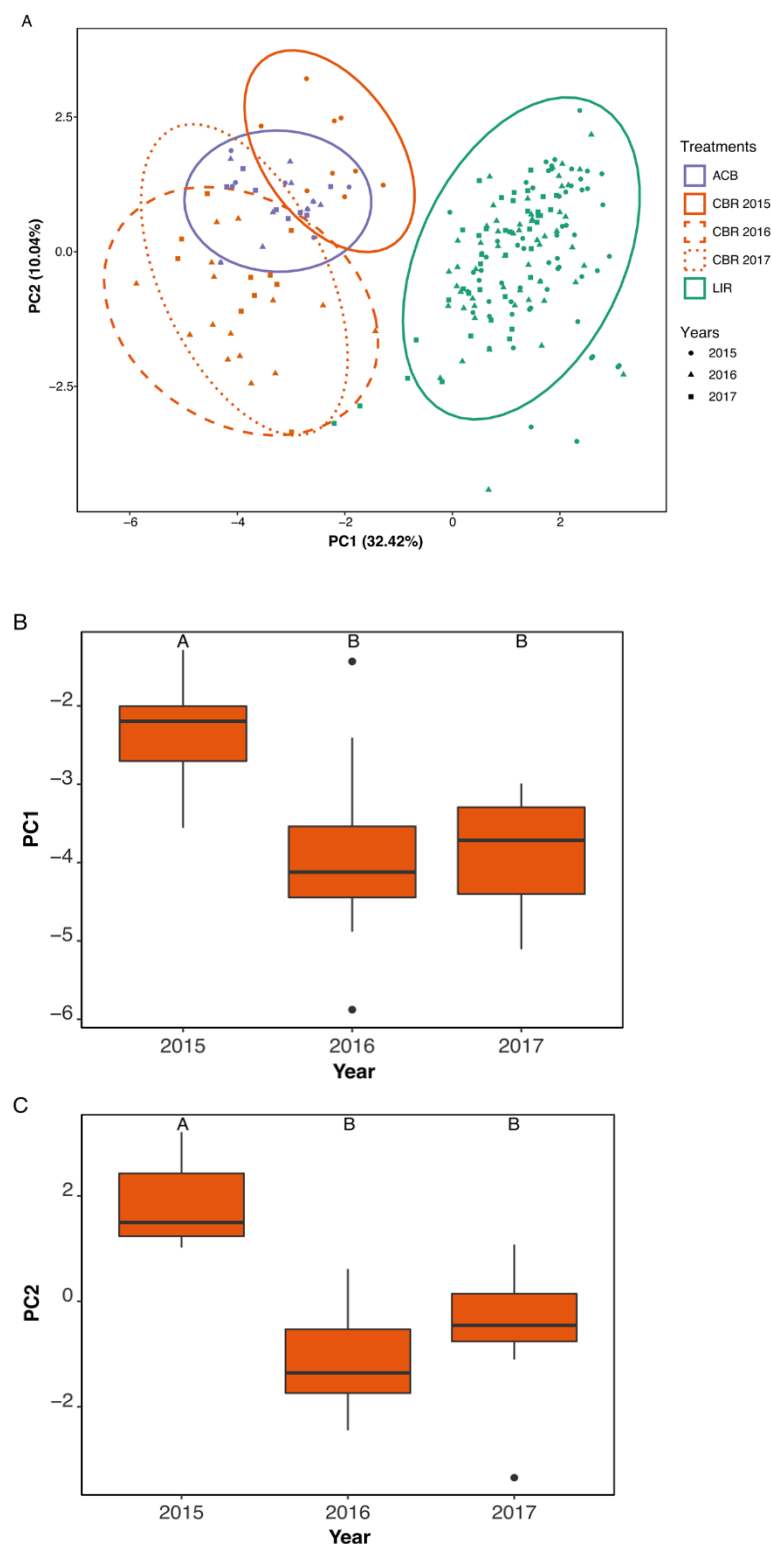 A
PC2 (10.04%)
2.5
0.0
−2.5
−6
−4
−2
0
2
PC1 (32.42%)
Treatments
ACB
CBR 2015
CBR 2016
CBR 2017
LIR
Years
2015
2016
2017
B
A
B
B
PC1
−2
−3
−4
−5
−6
2015
2016
2017
Year
C
A
B
B
PC2
2
0
−2
2015
2016
2017
Year